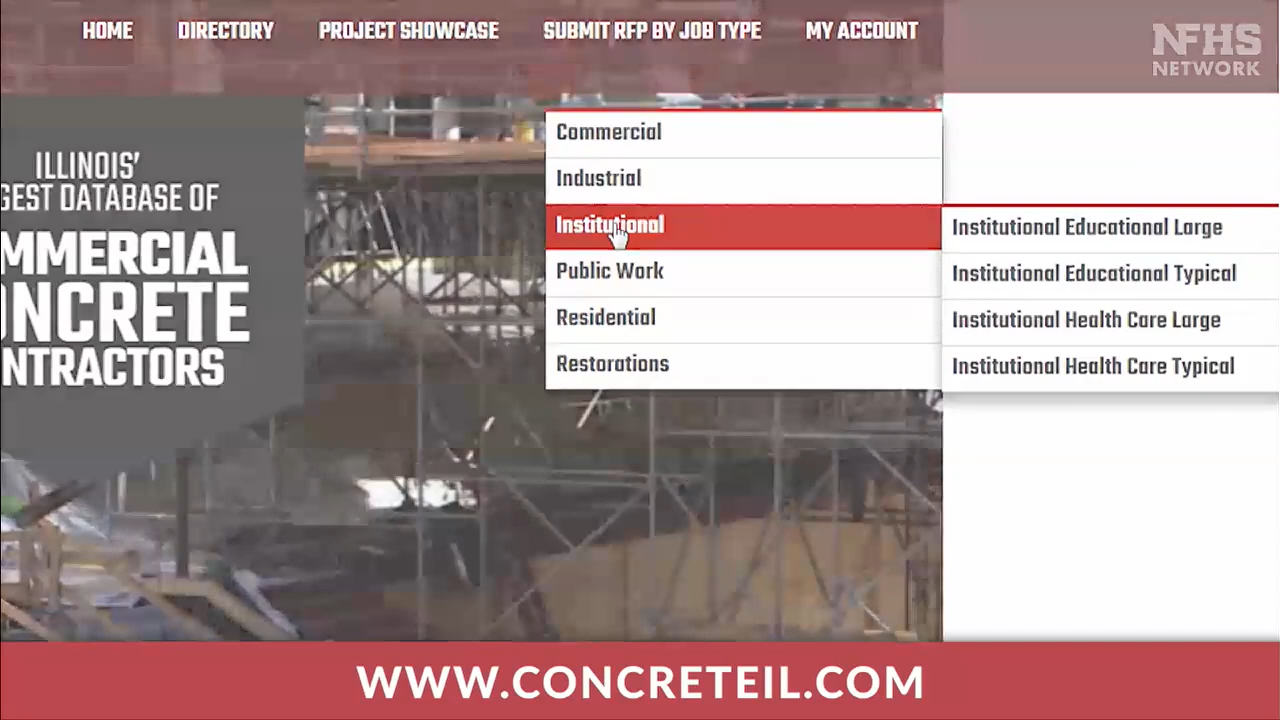 HOME DIRECTORY PROJECT SHOWCASE SUBMIT RFP BY JOB TYPE MY ACCOUNT
NFHS
NETWORK
ILLINOIS'
GEST DATABASE OF
MMERCIAL
ONCRETE
NTRACTORS
Commercial
Industrial
Institutional
Public Work
Residential
Restorations
Institutional Educational Large
Institutional Educational Typical
Institutional Health Care Large
Institutional Health Care Typical
WWW.CONCRETEIL.COM